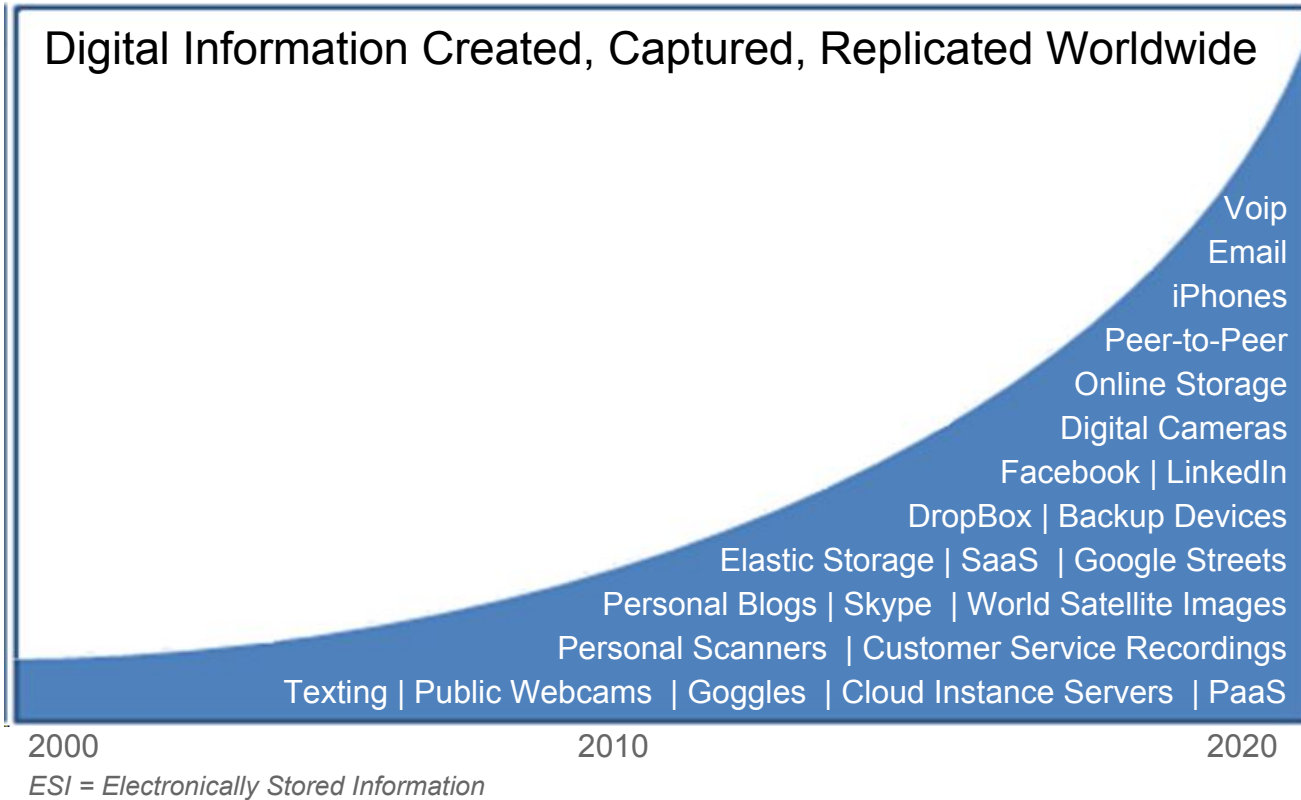 Digital Information Created, Captured, Replicated Worldwide
Voip
Email
iPhones
Peer-to-Peer
Online Storage
Digital Cameras
Facebook | LinkedIn
DropBox | Backup Devices
Elastic Storage | SaaS | Google Streets
Personal Blogs | Skype | World Satellite Images
Personal Scanners | Customer Service Recordings
Texting | Public Webcams | Goggles | Cloud Instance Servers | PaaS
2000 2010 2020
ESI = Electronically Stored Information